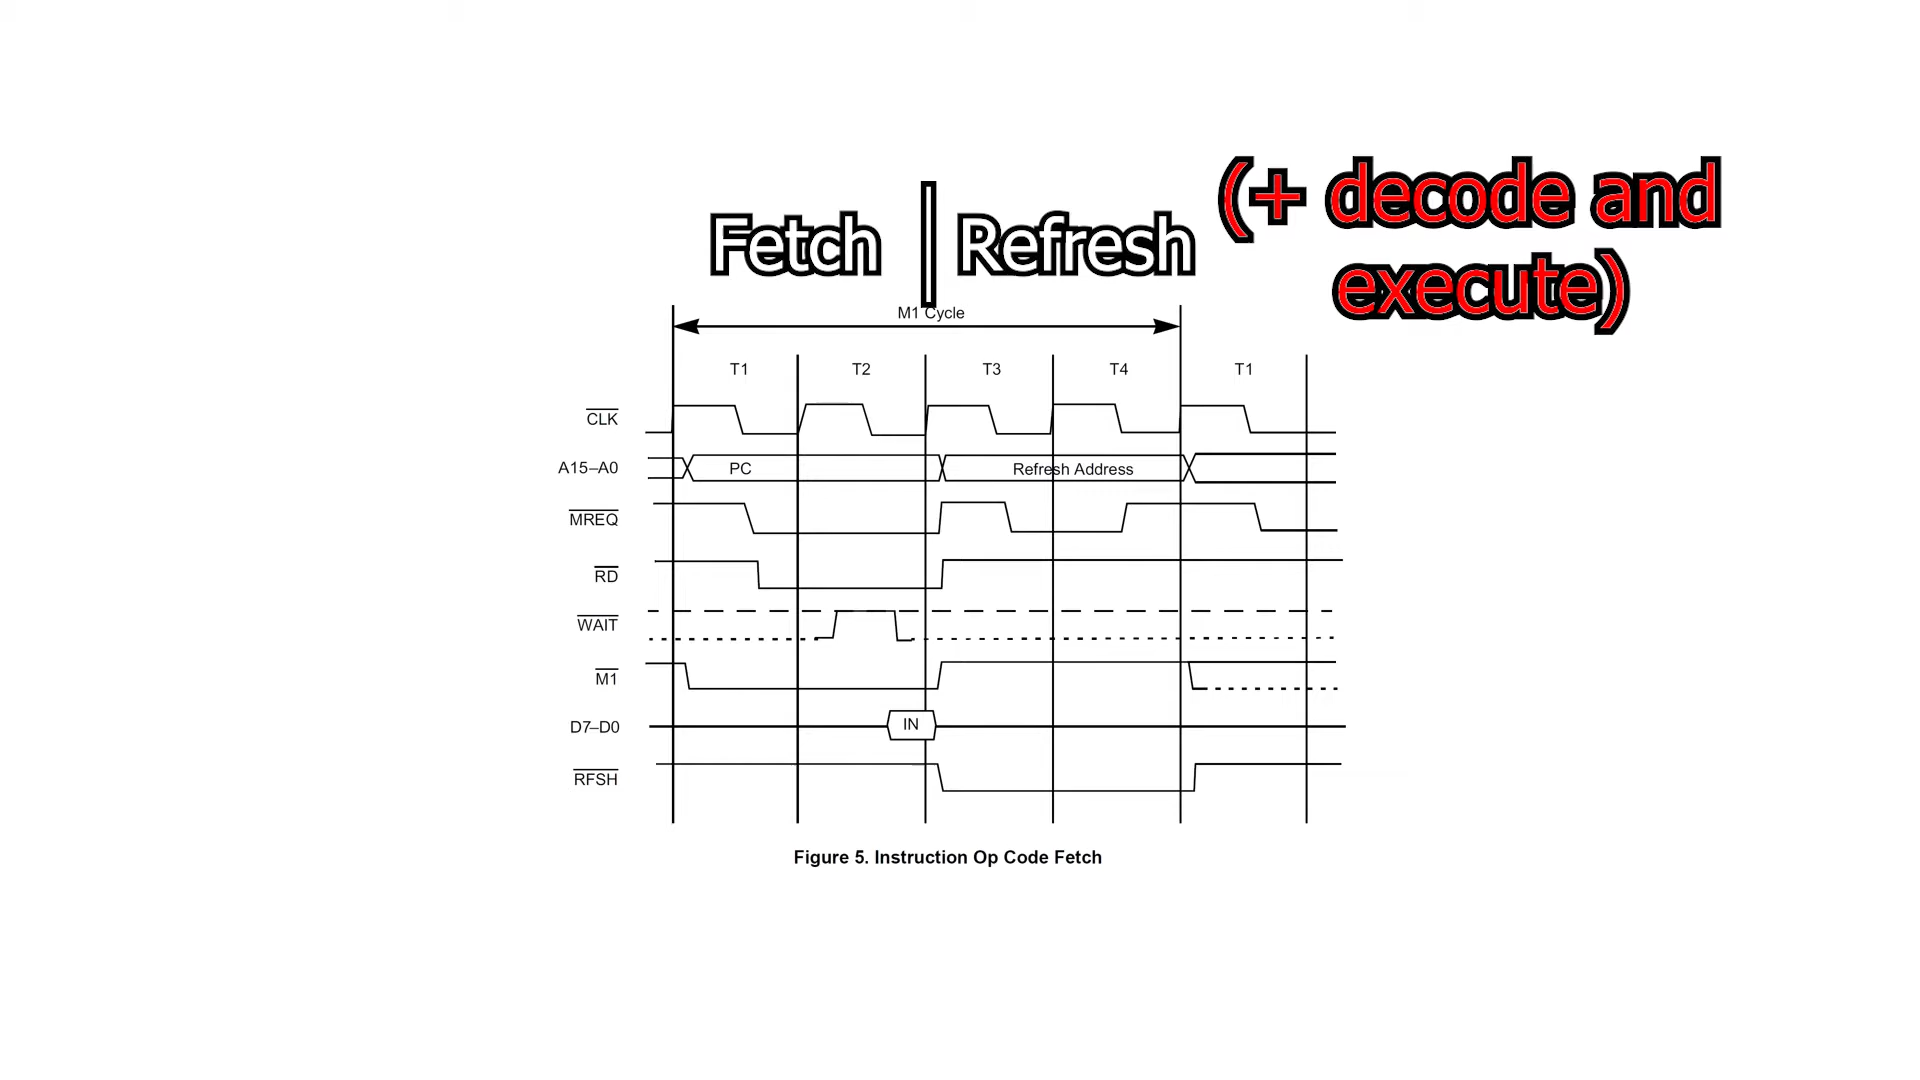 (+ decode and
execute)
Fetch | Refresh
M1 Cycle
T1 T2 T3 T4 T1
CLK
A15–A0 PC Refresh Address
MREQ
RD
WAIT
M1
D7–D0 IN
RFSH
Figure 5. Instruction Op Code Fetch